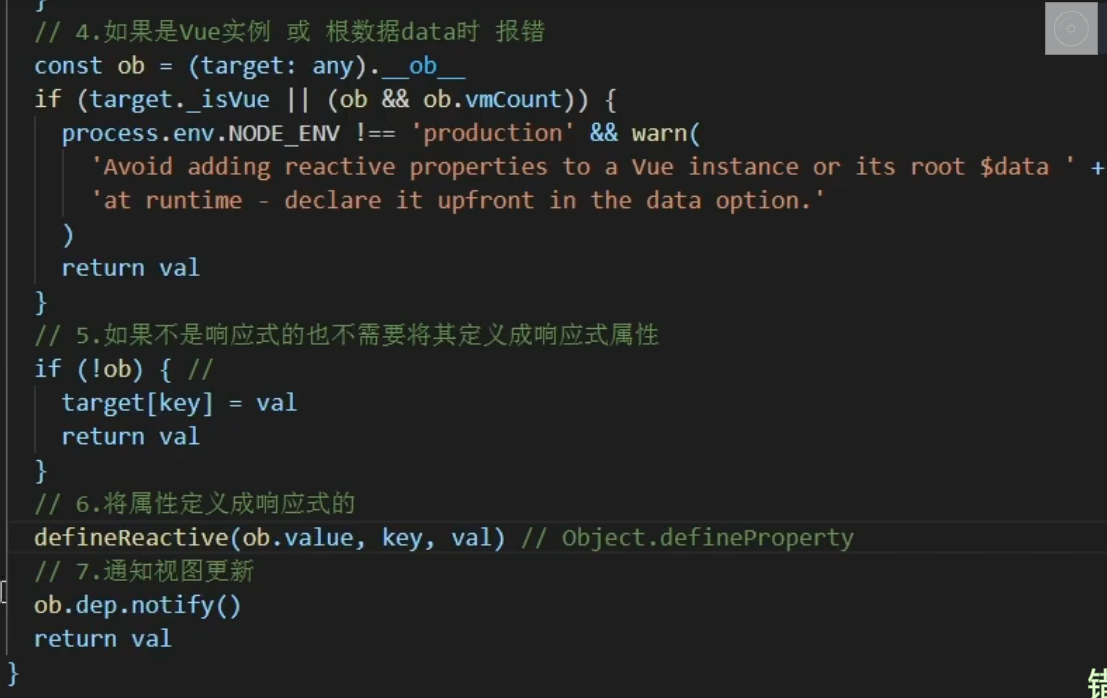 }
// 4.如果是Vue实例 或 根数据data时 报错
const ob = (target: any).__ob__
if (target._isVue || (ob && ob.vmCount)) {
process.env.NODE_ENV !== 'production' && warn(
'Avoid adding reactive properties to a Vue instance or its root $data ' +
'at runtime - declare it upfront in the data option.'
)
return val
}
// 5.如果不是响应式的也不需要将其定义成响应式属性
if (!ob) { //
target[key] = val
return val
}
// 6.将属性定义成响应式的
defineReactive(ob.value, key, val) // Object.defineProperty
// 7.通知视图更新
ob.dep.notify()
return val
}